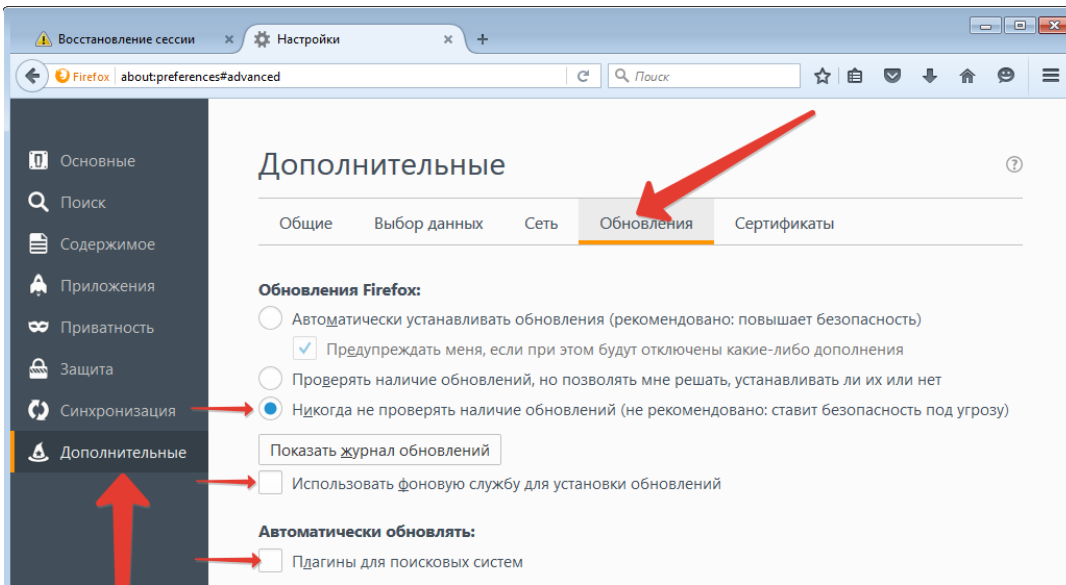 Восстановление сессии
Настройки
Firefox about:preferences#advanced
Поиск
Основные
Поиск
Содержимое
Приложения
Приватность
Защита
Синхронизация
Дополнительные
Дополнительные
Общие Выбор данных Сеть Обновления Сертификаты
Обновления Firefox:
Автоматически устанавливать обновления (рекомендовано: повышает безопасность)
Предупреждать меня, если при этом будут отключены какие-либо дополнения
Проверять наличие обновлений, но позволять мне решать, устанавливать ли их или нет
Никогда не проверять наличие обновлений (не рекомендовано: ставит безопасность под угрозу)
Показать журнал обновлений
Использовать фоновую службу для установки обновлений
Автоматически обновлять:
Плагины для поисковых систем